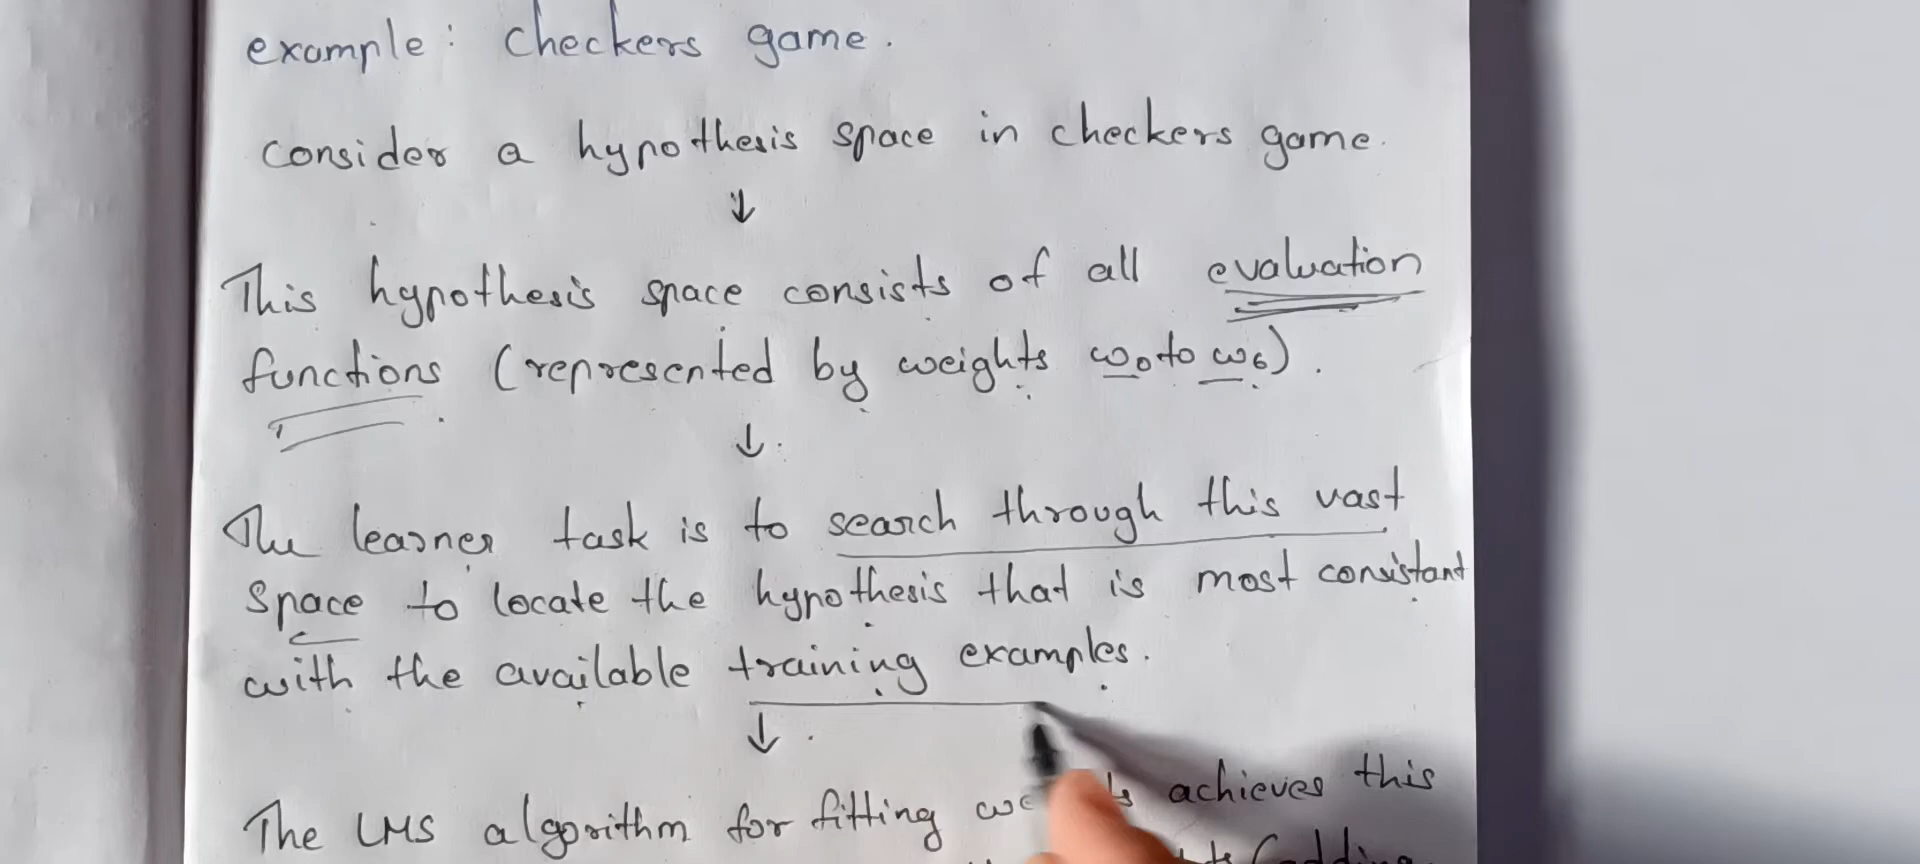 example: checkers game.
consider a hypothesis space in checkers game.
↓
This hypothesis space consists of all evaluation
functions (represented by weights w0 to w6).
↓
The learner task is to search through this vast
space to locate the hypothesis that is most consistant
with the available training examples.
↓
The LMS algorithm for fitting achieves this